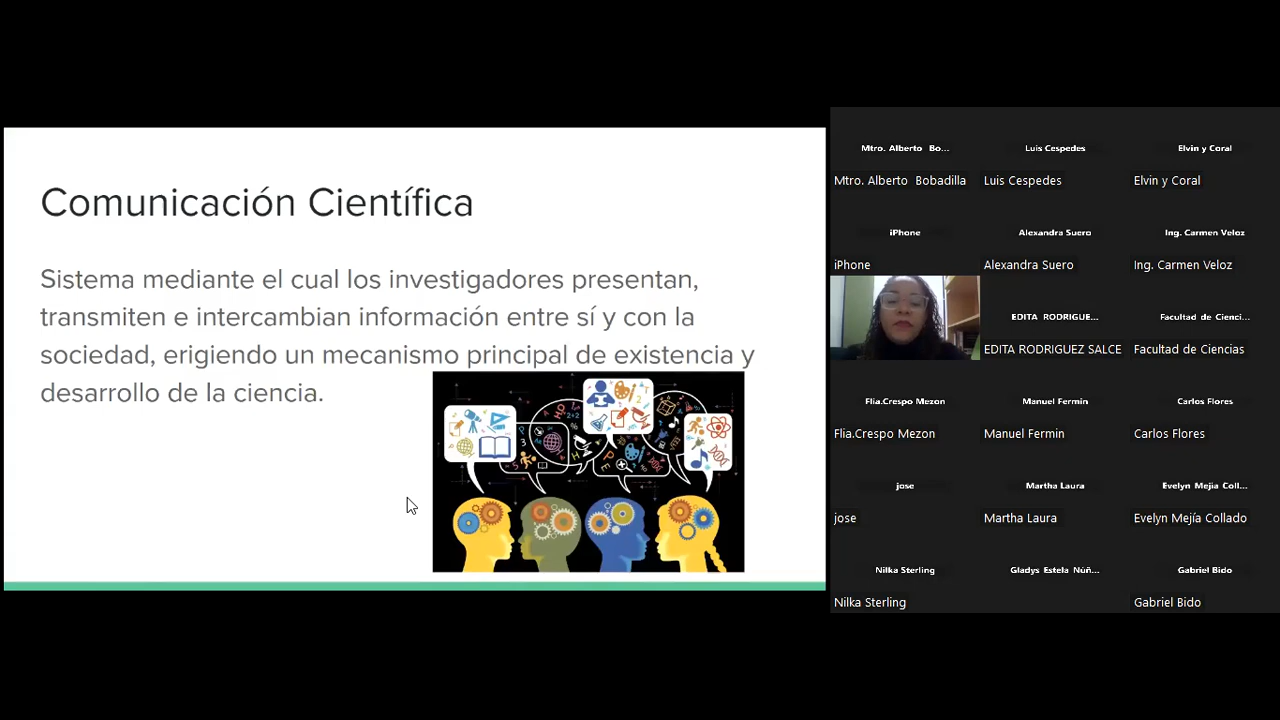 Comunicación Científica
Sistema mediante el cual los investigadores presentan,
transmiten e intercambian información entre sí y con la
sociedad, erigiendo un mecanismo principal de existencia y
desarrollo de la ciencia.
Mtro. Alberto Bo...
Luis Cespedes
Elvin y Coral
Mtro. Alberto Bobadilla
Luis Cespedes
Elvin y Coral
iPhone
Alexandra Suero
Ing. Carmen Veloz
iPhone
Alexandra Suero
Ing. Carmen Veloz
EDITA RODRIGUE...
Facultad de Cienci...
EDITA RODRIGUEZ SALCE
Facultad de Ciencias
Flia.Crespo Mezon
Manuel Fermin
Carlos Flores
Flia.Crespo Mezon
Manuel Fermin
Carlos Flores
jose
Martha Laura
Evelyn Mejía Coll...
jose
Martha Laura
Evelyn Mejía Collado
Nilka Sterling
Gladys Estela Núñ...
Gabriel Bido
Nilka Sterling
Gabriel Bido